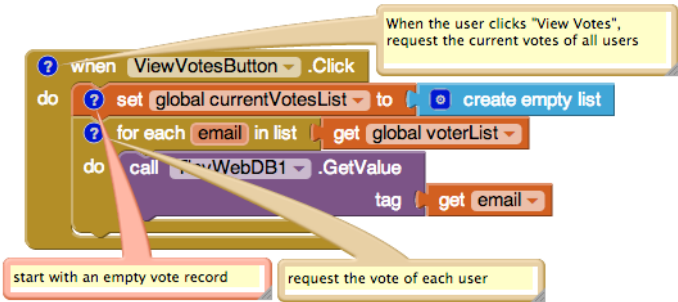 When the user clicks "View Votes",
request the current votes of all users
? when ViewVotesButton .Click
do ? set global currentVotesList to create empty list
? for each email in list get global voterList
do call TinyWebDB1 .GetValue
tag get email
start with an empty vote record
request the vote of each user